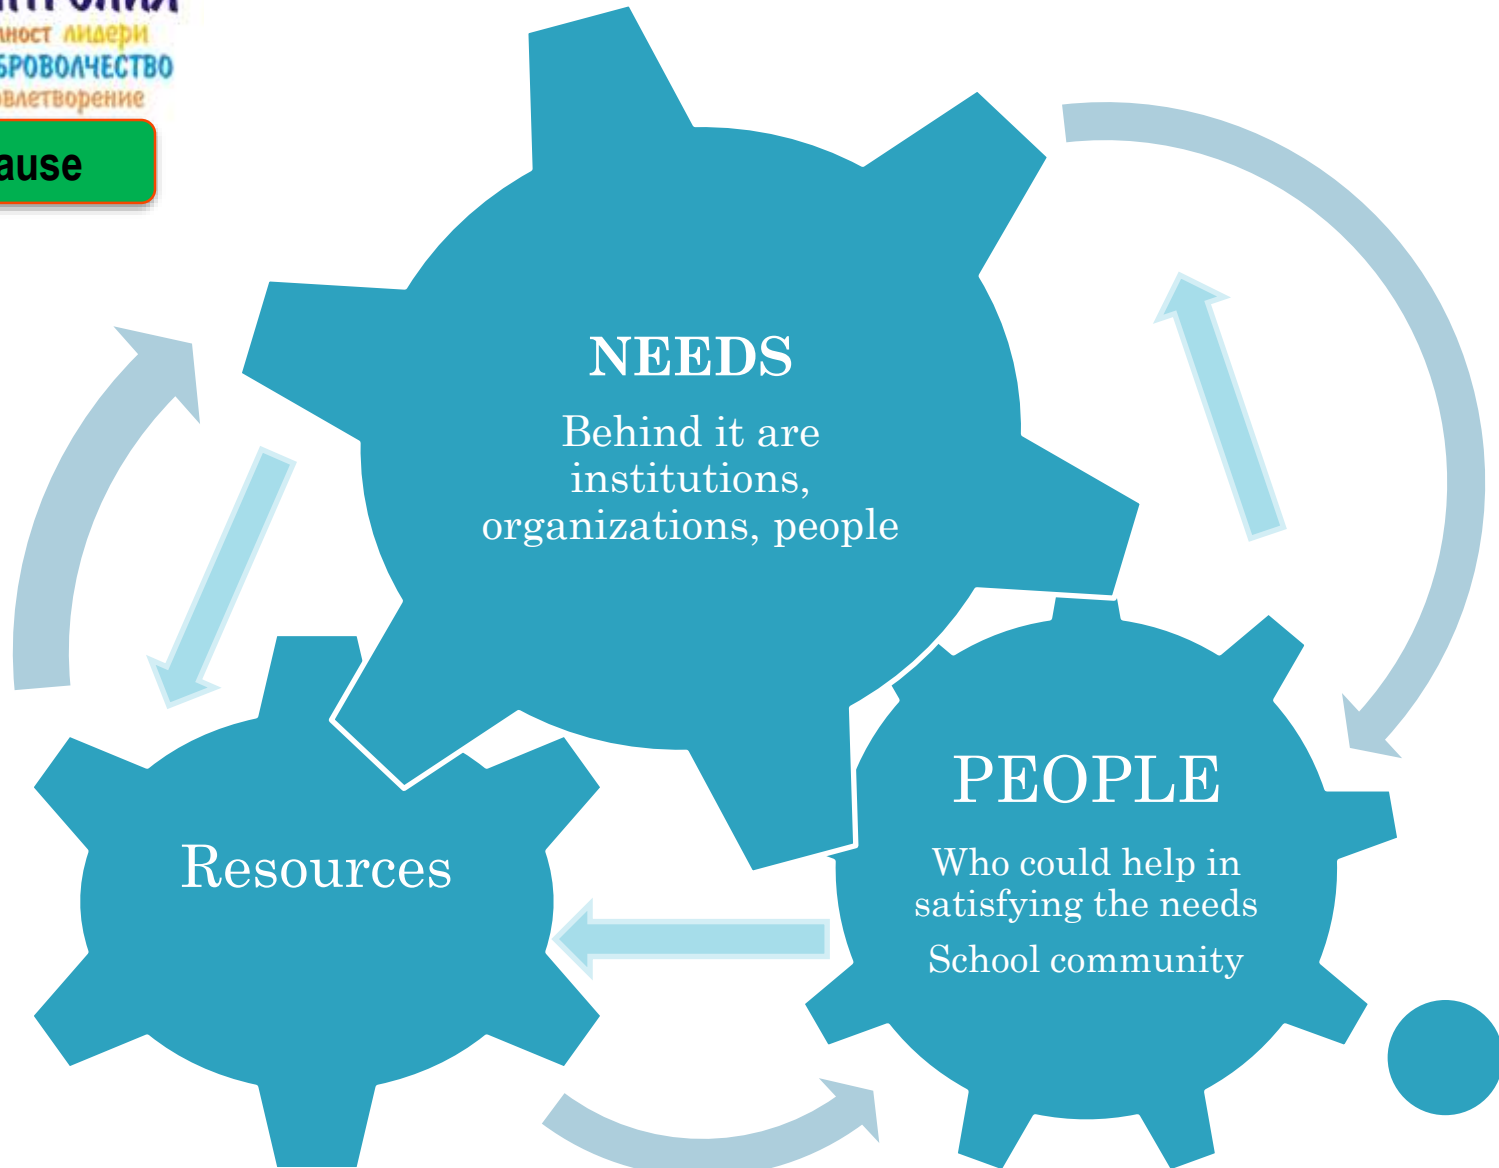 лидери
ause
NEEDS
Behind it are
institutions,
organizations, people
PEOPLE
Who could help in
satisfying the needs
School community
Resources